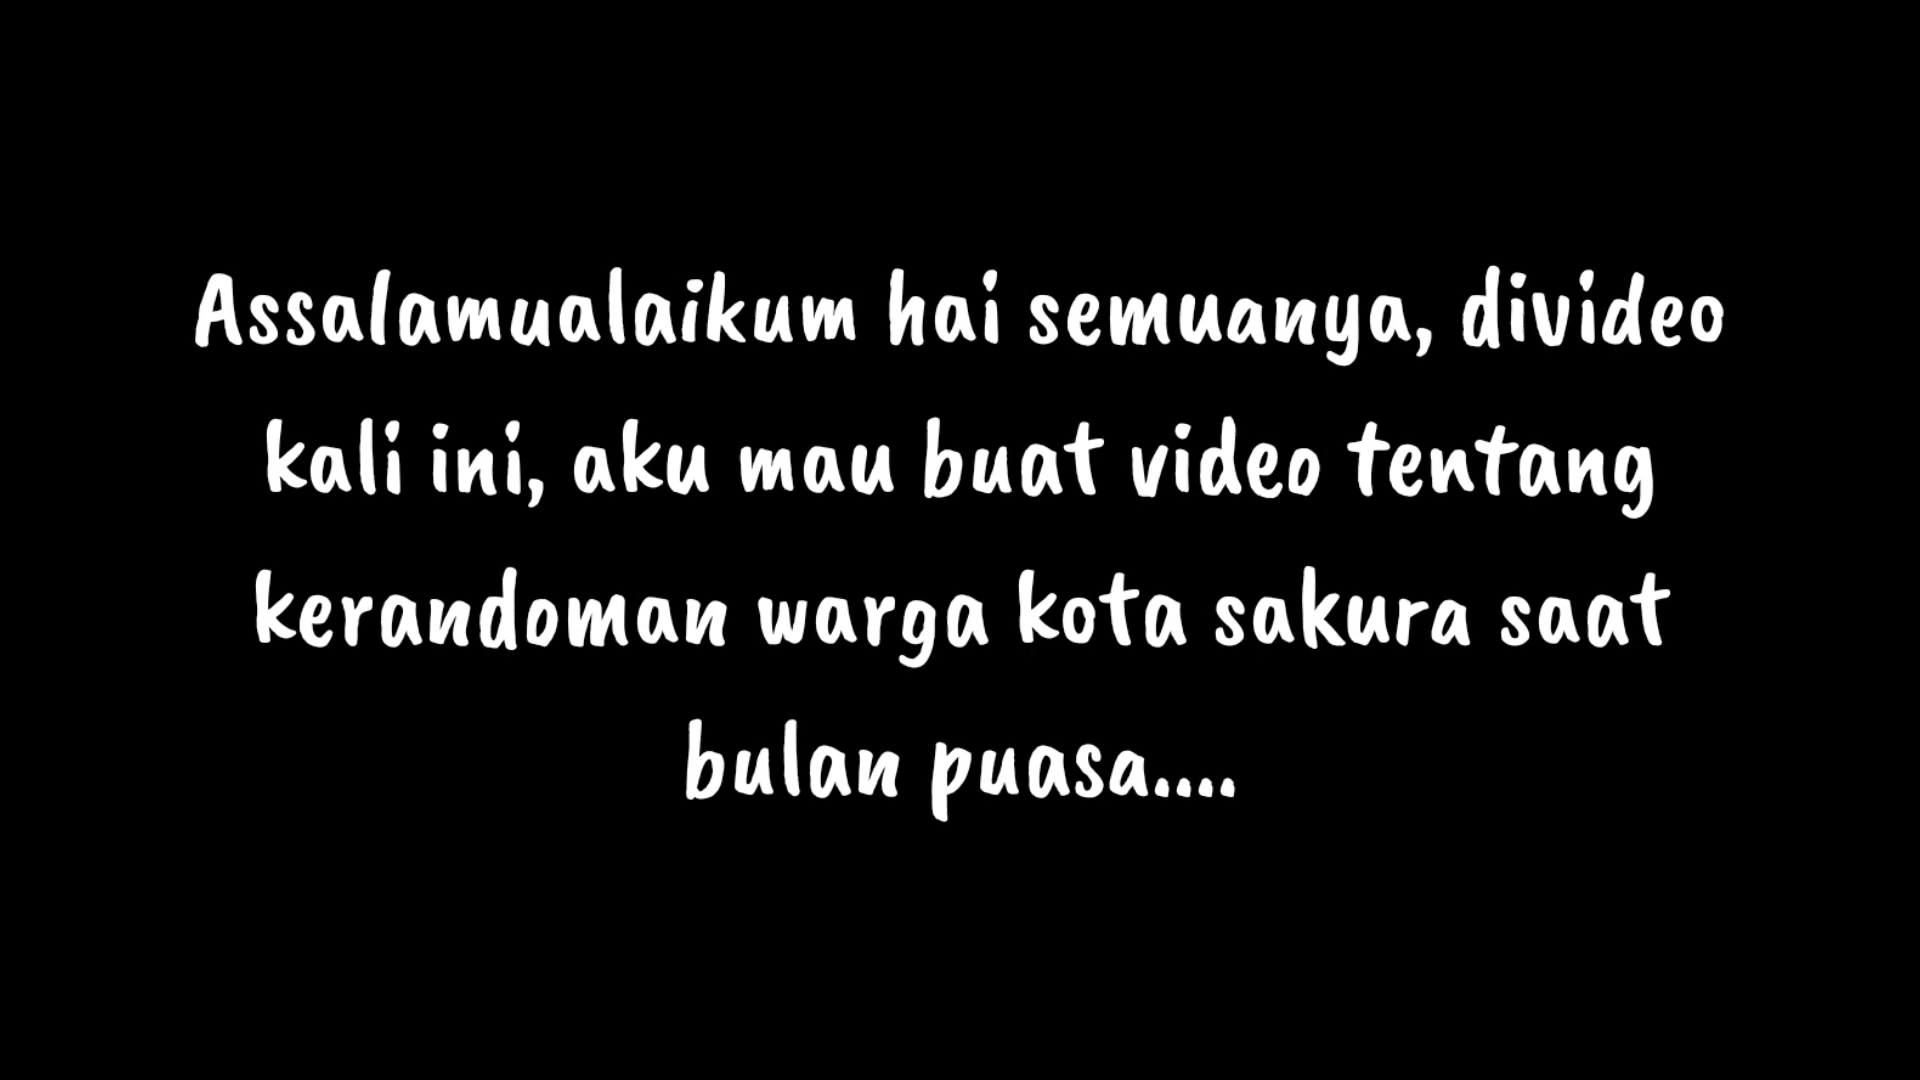 Assalamualaikum hai semuanya, divideo
kali ini, aku mau buat video tentang
kerandoman warga kota sakura saat
bulan puasa....